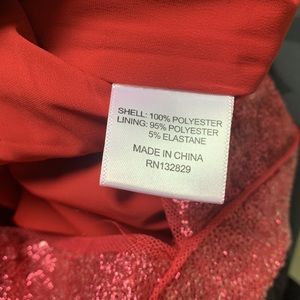 SHELL: 100% POLYESTER
LINING: 95% POLYESTER
5% ELASTANE
MADE IN CHINA
RN132829